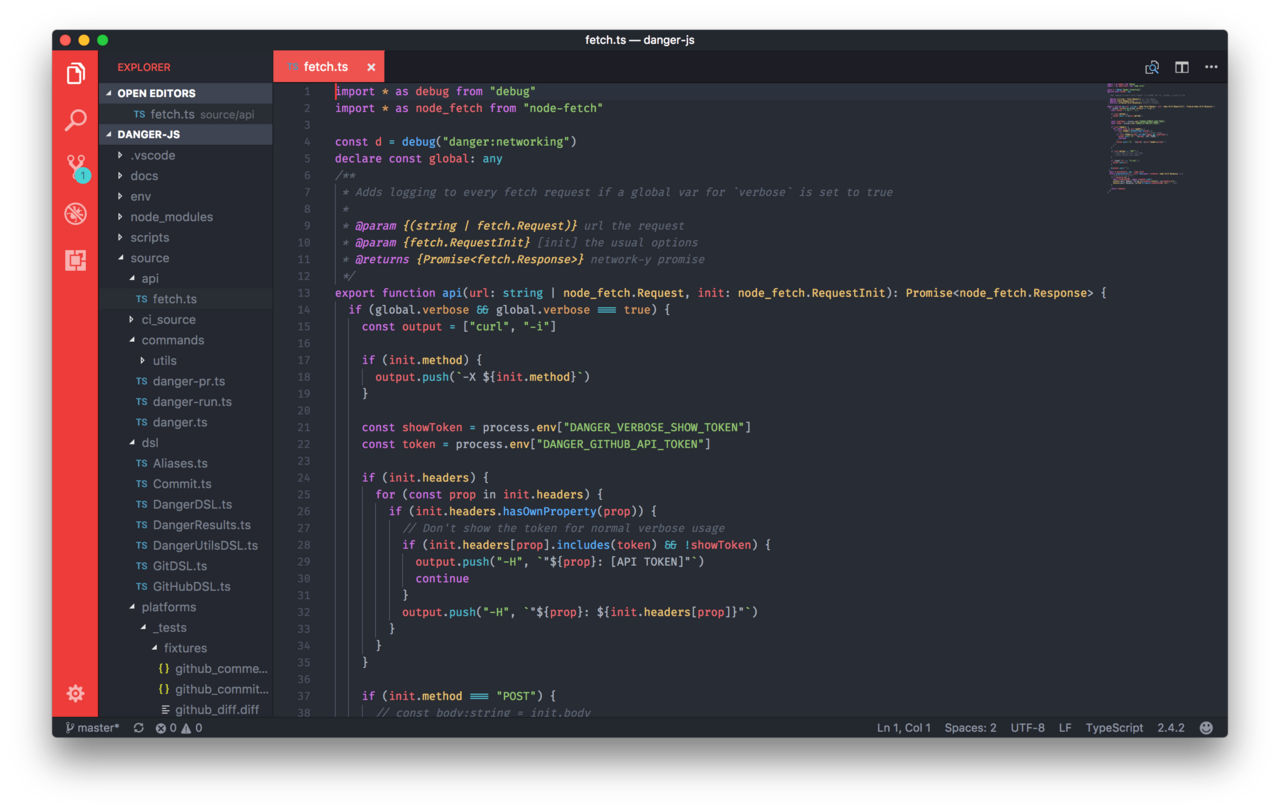 fetch.ts — danger-js
EXPLORER
OPEN EDITORS
TS fetch.ts source/api
DANGER-JS
.vscode
docs
env
node_modules
scripts
source
api
TS fetch.ts
ci_source
commands
utils
TS danger-pr.ts
TS danger-run.ts
TS danger.ts
dsl
TS Aliases.ts
TS Commit.ts
TS DangerDSL.ts
TS DangerResults.ts
TS DangerUtilsDSL.ts
TS GitDSL.ts
TS GitHubDSL.ts
platforms
_tests
fixtures
{} github_comme...
{} github_commit...
github_diff.diff
1
TS fetch.ts ×
1 import * as debug from "debug"
2 import * as node_fetch from "node-fetch"
3
4 const d = debug("danger:networking")
5 declare const global: any
6 /**
7 * Adds logging to every fetch request if a global var for `verbose` is set to true
8 *
9 * @param {(string | fetch.Request)} url the request
10 * @param {fetch.RequestInit} [init] the usual options
11 * @returns {Promise<fetch.Response>} network-y promise
12 */
13 export function api(url: string | node_fetch.Request, init: node_fetch.RequestInit): Promise<node_fetch.Response> {
14 if (global.verbose && global.verbose === true) {
15 const output = ["curl", "-i"]
16
17 if (init.method) {
18 output.push(`-X ${init.method}`)
19 }
20
21 const showToken = process.env["DANGER_VERBOSE_SHOW_TOKEN"]
22 const token = process.env["DANGER_GITHUB_API_TOKEN"]
23
24 if (init.headers) {
25 for (const prop in init.headers) {
26 if (init.headers.hasOwnProperty(prop)) {
27 // Don't show the token for normal verbose usage
28 if (init.headers[prop].includes(token) && !showToken) {
29 output.push("-H", `"${prop}: [API TOKEN]"`)
30 continue
31 }
32 output.push("-H", `"${prop}: ${init.headers[prop]}"`)
33 }
34 }
35 }
36
37 if (init.method === "POST") {
38 // const body:string = init.body
master* 0 0
Ln 1, Col 1 Spaces: 2 UTF-8 LF TypeScript 2.4.2